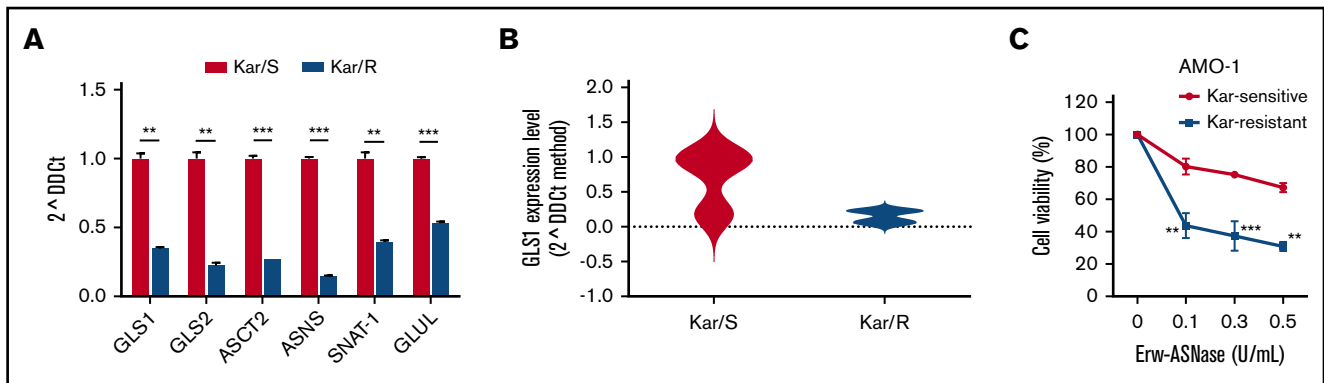 A
Kar/S
Kar/R
2^DDCt
1.5
1.0
0.5
0.0
**
**
***
***
**
***
GLS1
GLS2
ASCT2
ASNS
SNAT-1
GLUL
B
GLS1 expression level
(2^DDCt method)
2.0
1.5
1.0
0.5
0.0
-0.5
-1.0
Kar/S
Kar/R
C
AMO-1
Kar-sensitive
Kar-resistant
Cell viability (%)
120
100
80
60
40
20
0
**
***
**
0
0.1
0.3
0.5
Erw-ASNase (U/mL)